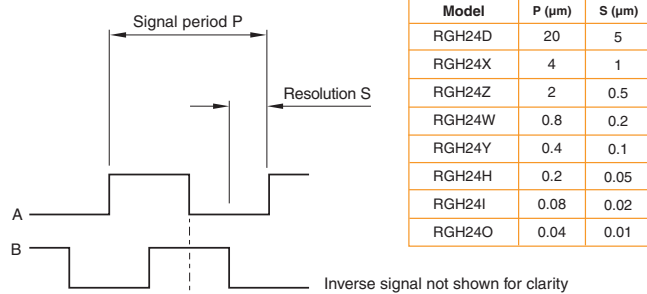 Signal period P
Resolution S
A
B
Inverse signal not shown for clarity
Model P (µm) S (µm)
RGH24D 20 5
RGH24X 4 1
RGH24Z 2 0.5
RGH24W 0.8 0.2
RGH24Y 0.4 0.1
RGH24H 0.2 0.05
RGH24I 0.08 0.02
RGH24O 0.04 0.01